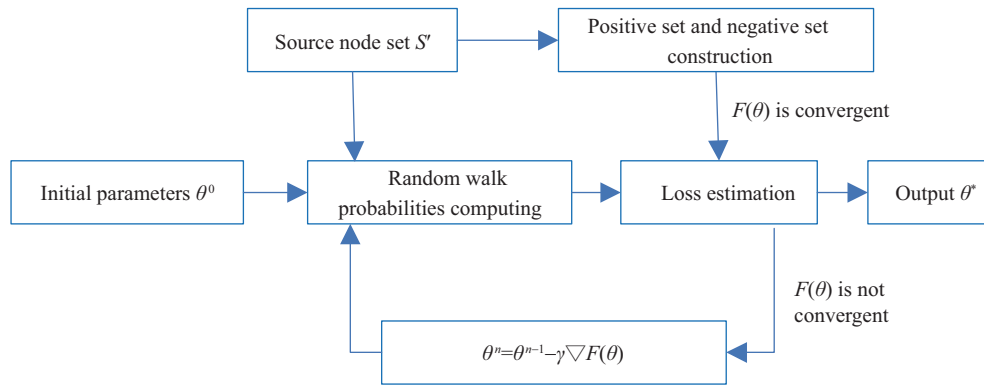 Source node set S′
Positive set and negative set
construction
F(θ) is convergent
Initial parameters θ⁰
Random walk
probabilities computing
Loss estimation
Output θ*
F(θ) is not
convergent
θⁿ=θⁿ⁻¹−γ▽F(θ)